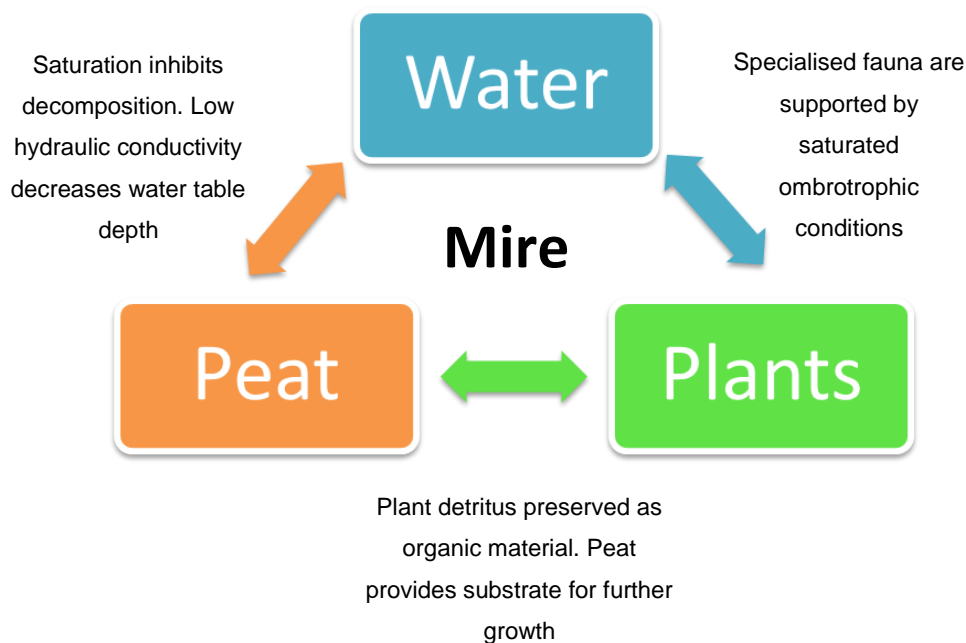 Water
Saturation inhibits
decomposition. Low
hydraulic conductivity
decreases water table
depth
Specialised fauna are
supported by
saturated
ombrotrophic
conditions
Mire
Peat
Plants
Plant detritus preserved as
organic material. Peat
provides substrate for further
growth